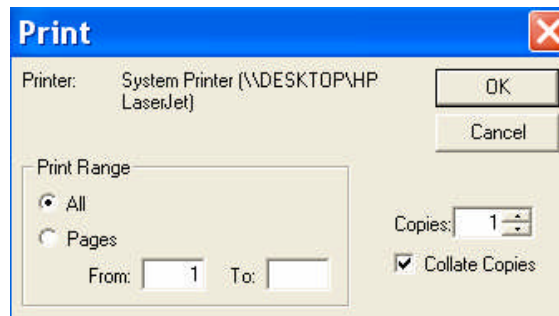 Print
Printer: System Printer (\\DESKTOP\HP
LaserJet)
OK
Cancel
Print Range
All
Pages
From: 1 To:
Copies: 1
Collate Copies